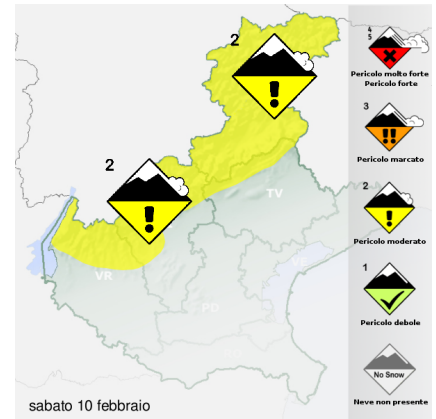 2
2
TV
VR
PD
VE
sabato 10 febbraio
4
5
Pericolo molto forte
Pericolo forte
3
Pericolo marcato
2
Pericolo moderato
1
Pericolo debole
No Snow
Neve non presente